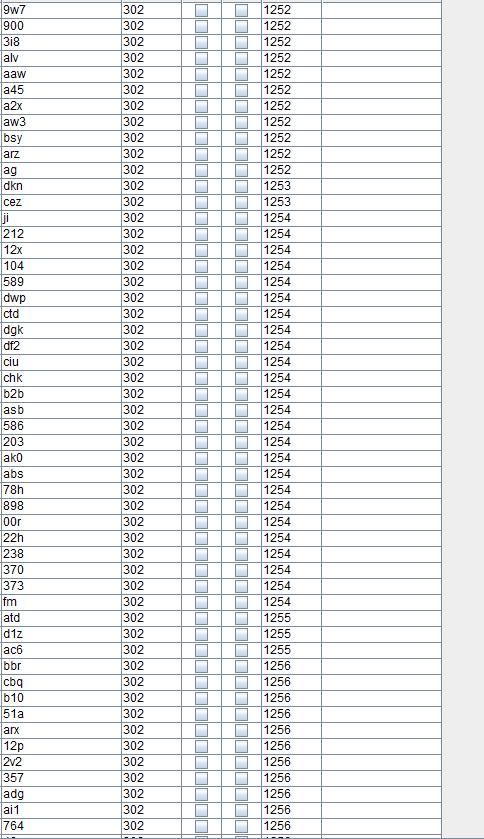 9w7 302 1252
900 302 1252
3i8 302 1252
alv 302 1252
aaw 302 1252
a45 302 1252
a2x 302 1252
aw3 302 1252
bsy 302 1252
arz 302 1252
ag 302 1252
dkn 302 1253
cez 302 1253
ji 302 1254
212 302 1254
12x 302 1254
104 302 1254
589 302 1254
dwp 302 1254
ctd 302 1254
dgk 302 1254
df2 302 1254
ciu 302 1254
chk 302 1254
b2b 302 1254
asb 302 1254
586 302 1254
203 302 1254
ak0 302 1254
abs 302 1254
78h 302 1254
898 302 1254
00r 302 1254
22h 302 1254
238 302 1254
370 302 1254
373 302 1254
fm 302 1254
atd 302 1255
d1z 302 1255
ac6 302 1255
bbr 302 1256
cbq 302 1256
b10 302 1256
51a 302 1256
arx 302 1256
12p 302 1256
2v2 302 1256
357 302 1256
adg 302 1256
ai1 302 1256
764 302 1256